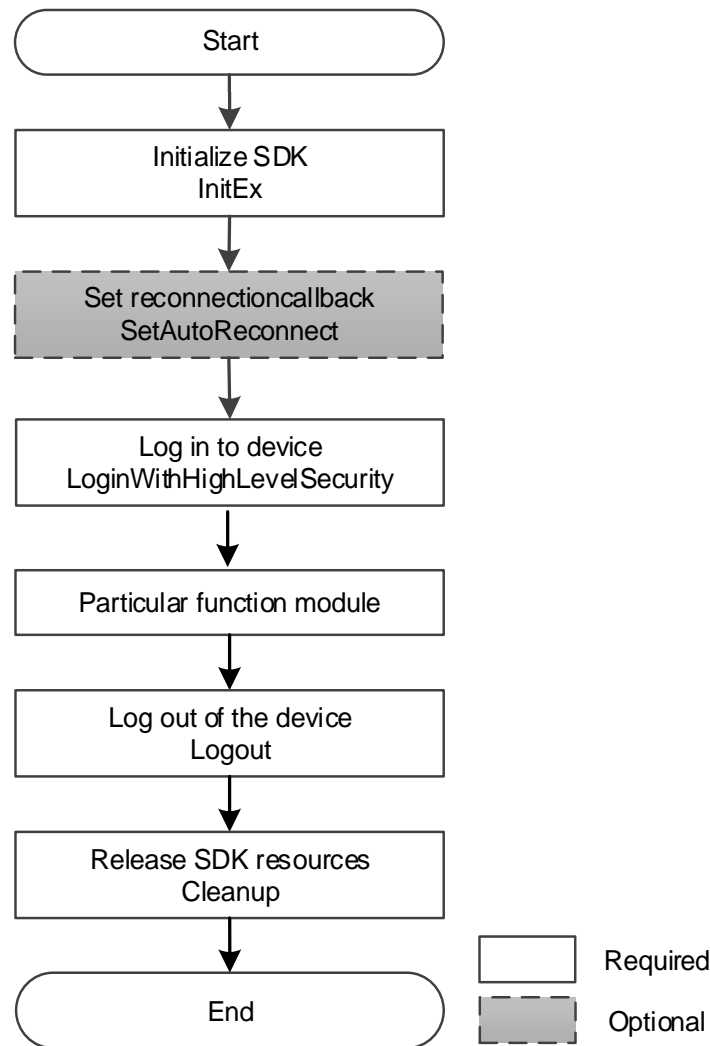 Start
Initialize SDK
InitEx
Set reconnectioncallback
SetAutoReconnect
Log in to device
LoginWithHighLevelSecurity
Particular function module
Log out of the device
Logout
Release SDK resources
Cleanup
End
Required
Optional